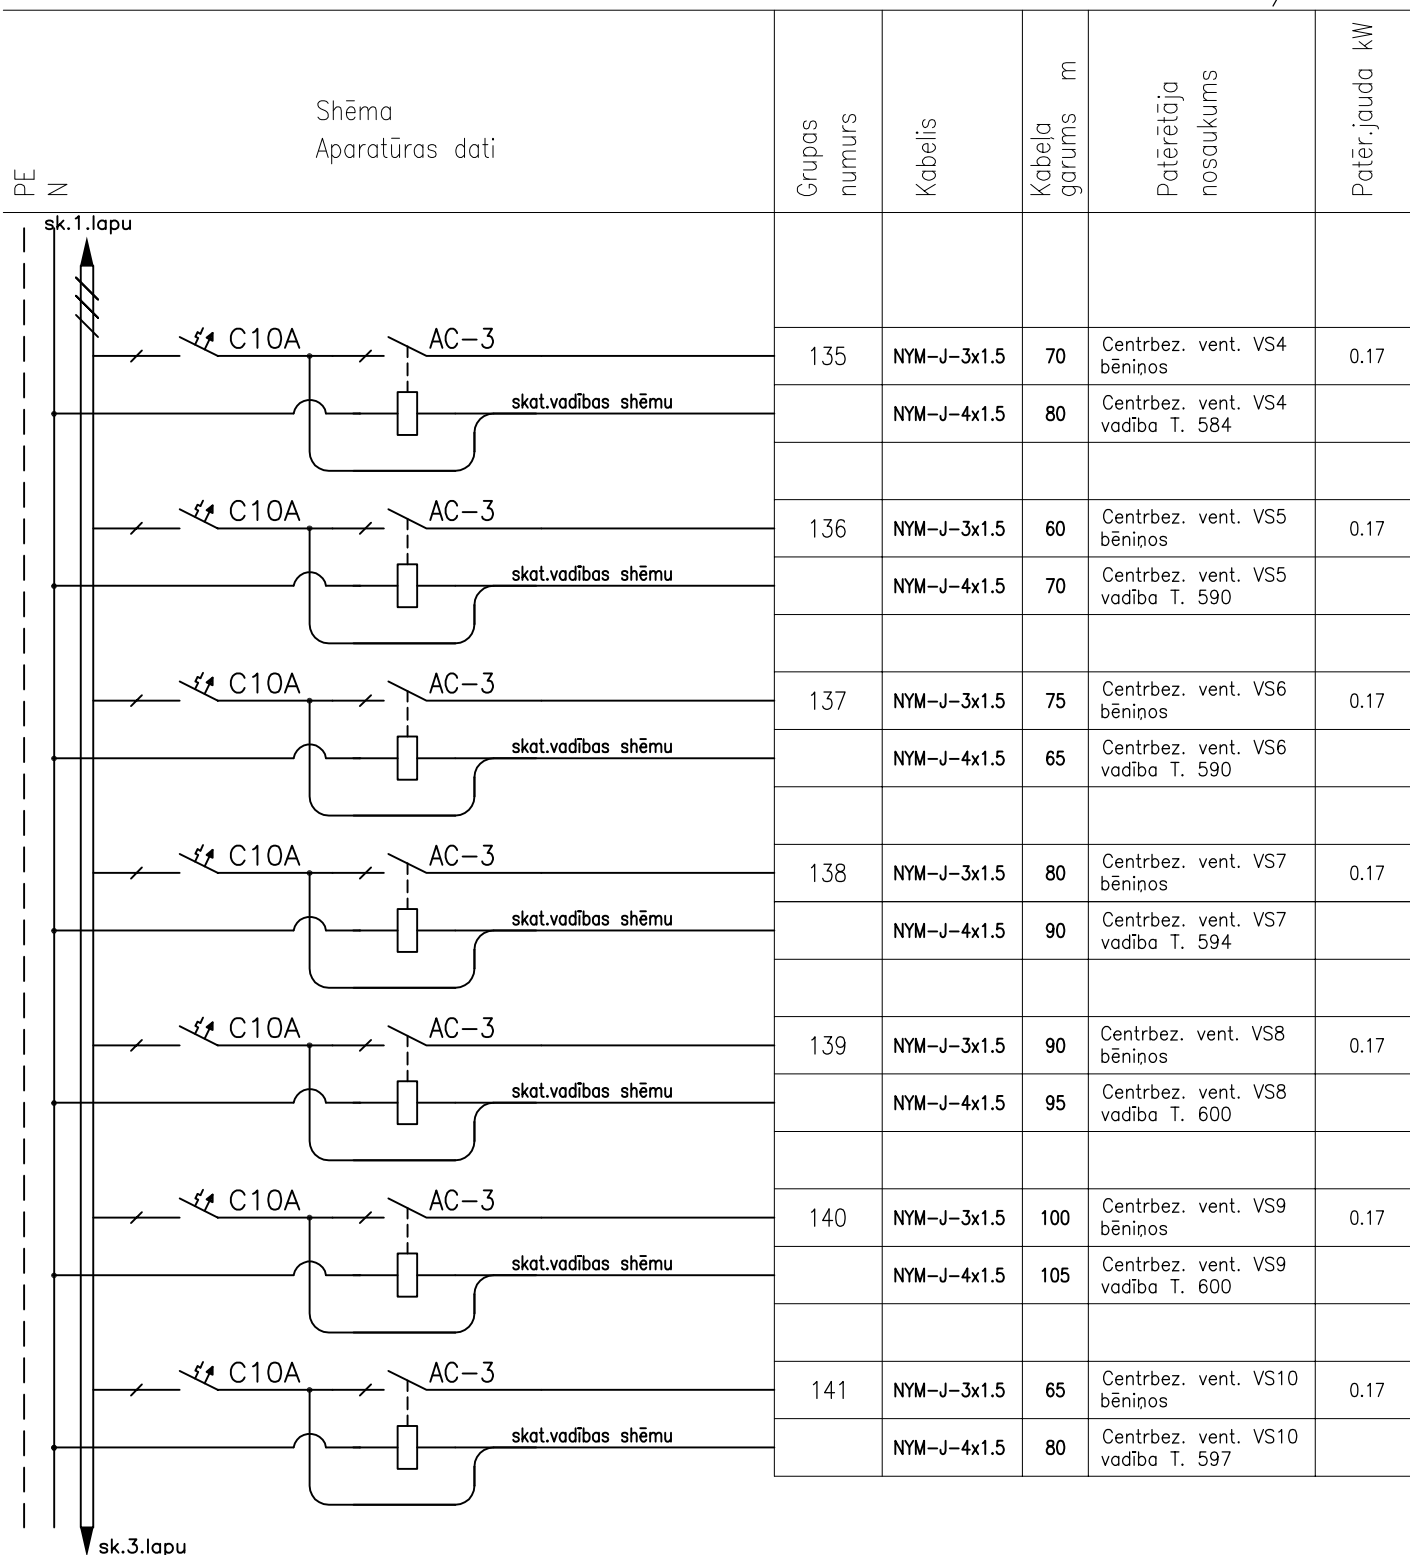 PE
N
Shēma
Aparatūras dati
Grupas
numurs
Kabelis
Kabeļa
garums m
Patērētāja
nosaukums
Patēr.jauda kW
sk.1.lapu
C10A
AC-3
135
NYM-J-3x1.5
70
Centrbez. vent. VS4
bēniņos
0.17
skat.vadības shēmu
NYM-J-4x1.5
80
Centrbez. vent. VS4
vadība T. 584
C10A
AC-3
136
NYM-J-3x1.5
60
Centrbez. vent. VS5
bēniņos
0.17
skat.vadības shēmu
NYM-J-4x1.5
70
Centrbez. vent. VS5
vadība T. 590
C10A
AC-3
137
NYM-J-3x1.5
75
Centrbez. vent. VS6
bēniņos
0.17
skat.vadības shēmu
NYM-J-4x1.5
65
Centrbez. vent. VS6
vadība T. 590
C10A
AC-3
138
NYM-J-3x1.5
80
Centrbez. vent. VS7
bēniņos
0.17
skat.vadības shēmu
NYM-J-4x1.5
90
Centrbez. vent. VS7
vadība T. 594
C10A
AC-3
139
NYM-J-3x1.5
90
Centrbez. vent. VS8
bēniņos
0.17
skat.vadības shēmu
NYM-J-4x1.5
95
Centrbez. vent. VS8
vadība T. 600
C10A
AC-3
140
NYM-J-3x1.5
100
Centrbez. vent. VS9
bēniņos
0.17
skat.vadības shēmu
NYM-J-4x1.5
105
Centrbez. vent. VS9
vadība T. 600
C10A
AC-3
141
NYM-J-3x1.5
65
Centrbez. vent. VS10
bēniņos
0.17
skat.vadības shēmu
NYM-J-4x1.5
80
Centrbez. vent. VS10
vadība T. 597
sk.3.lapu